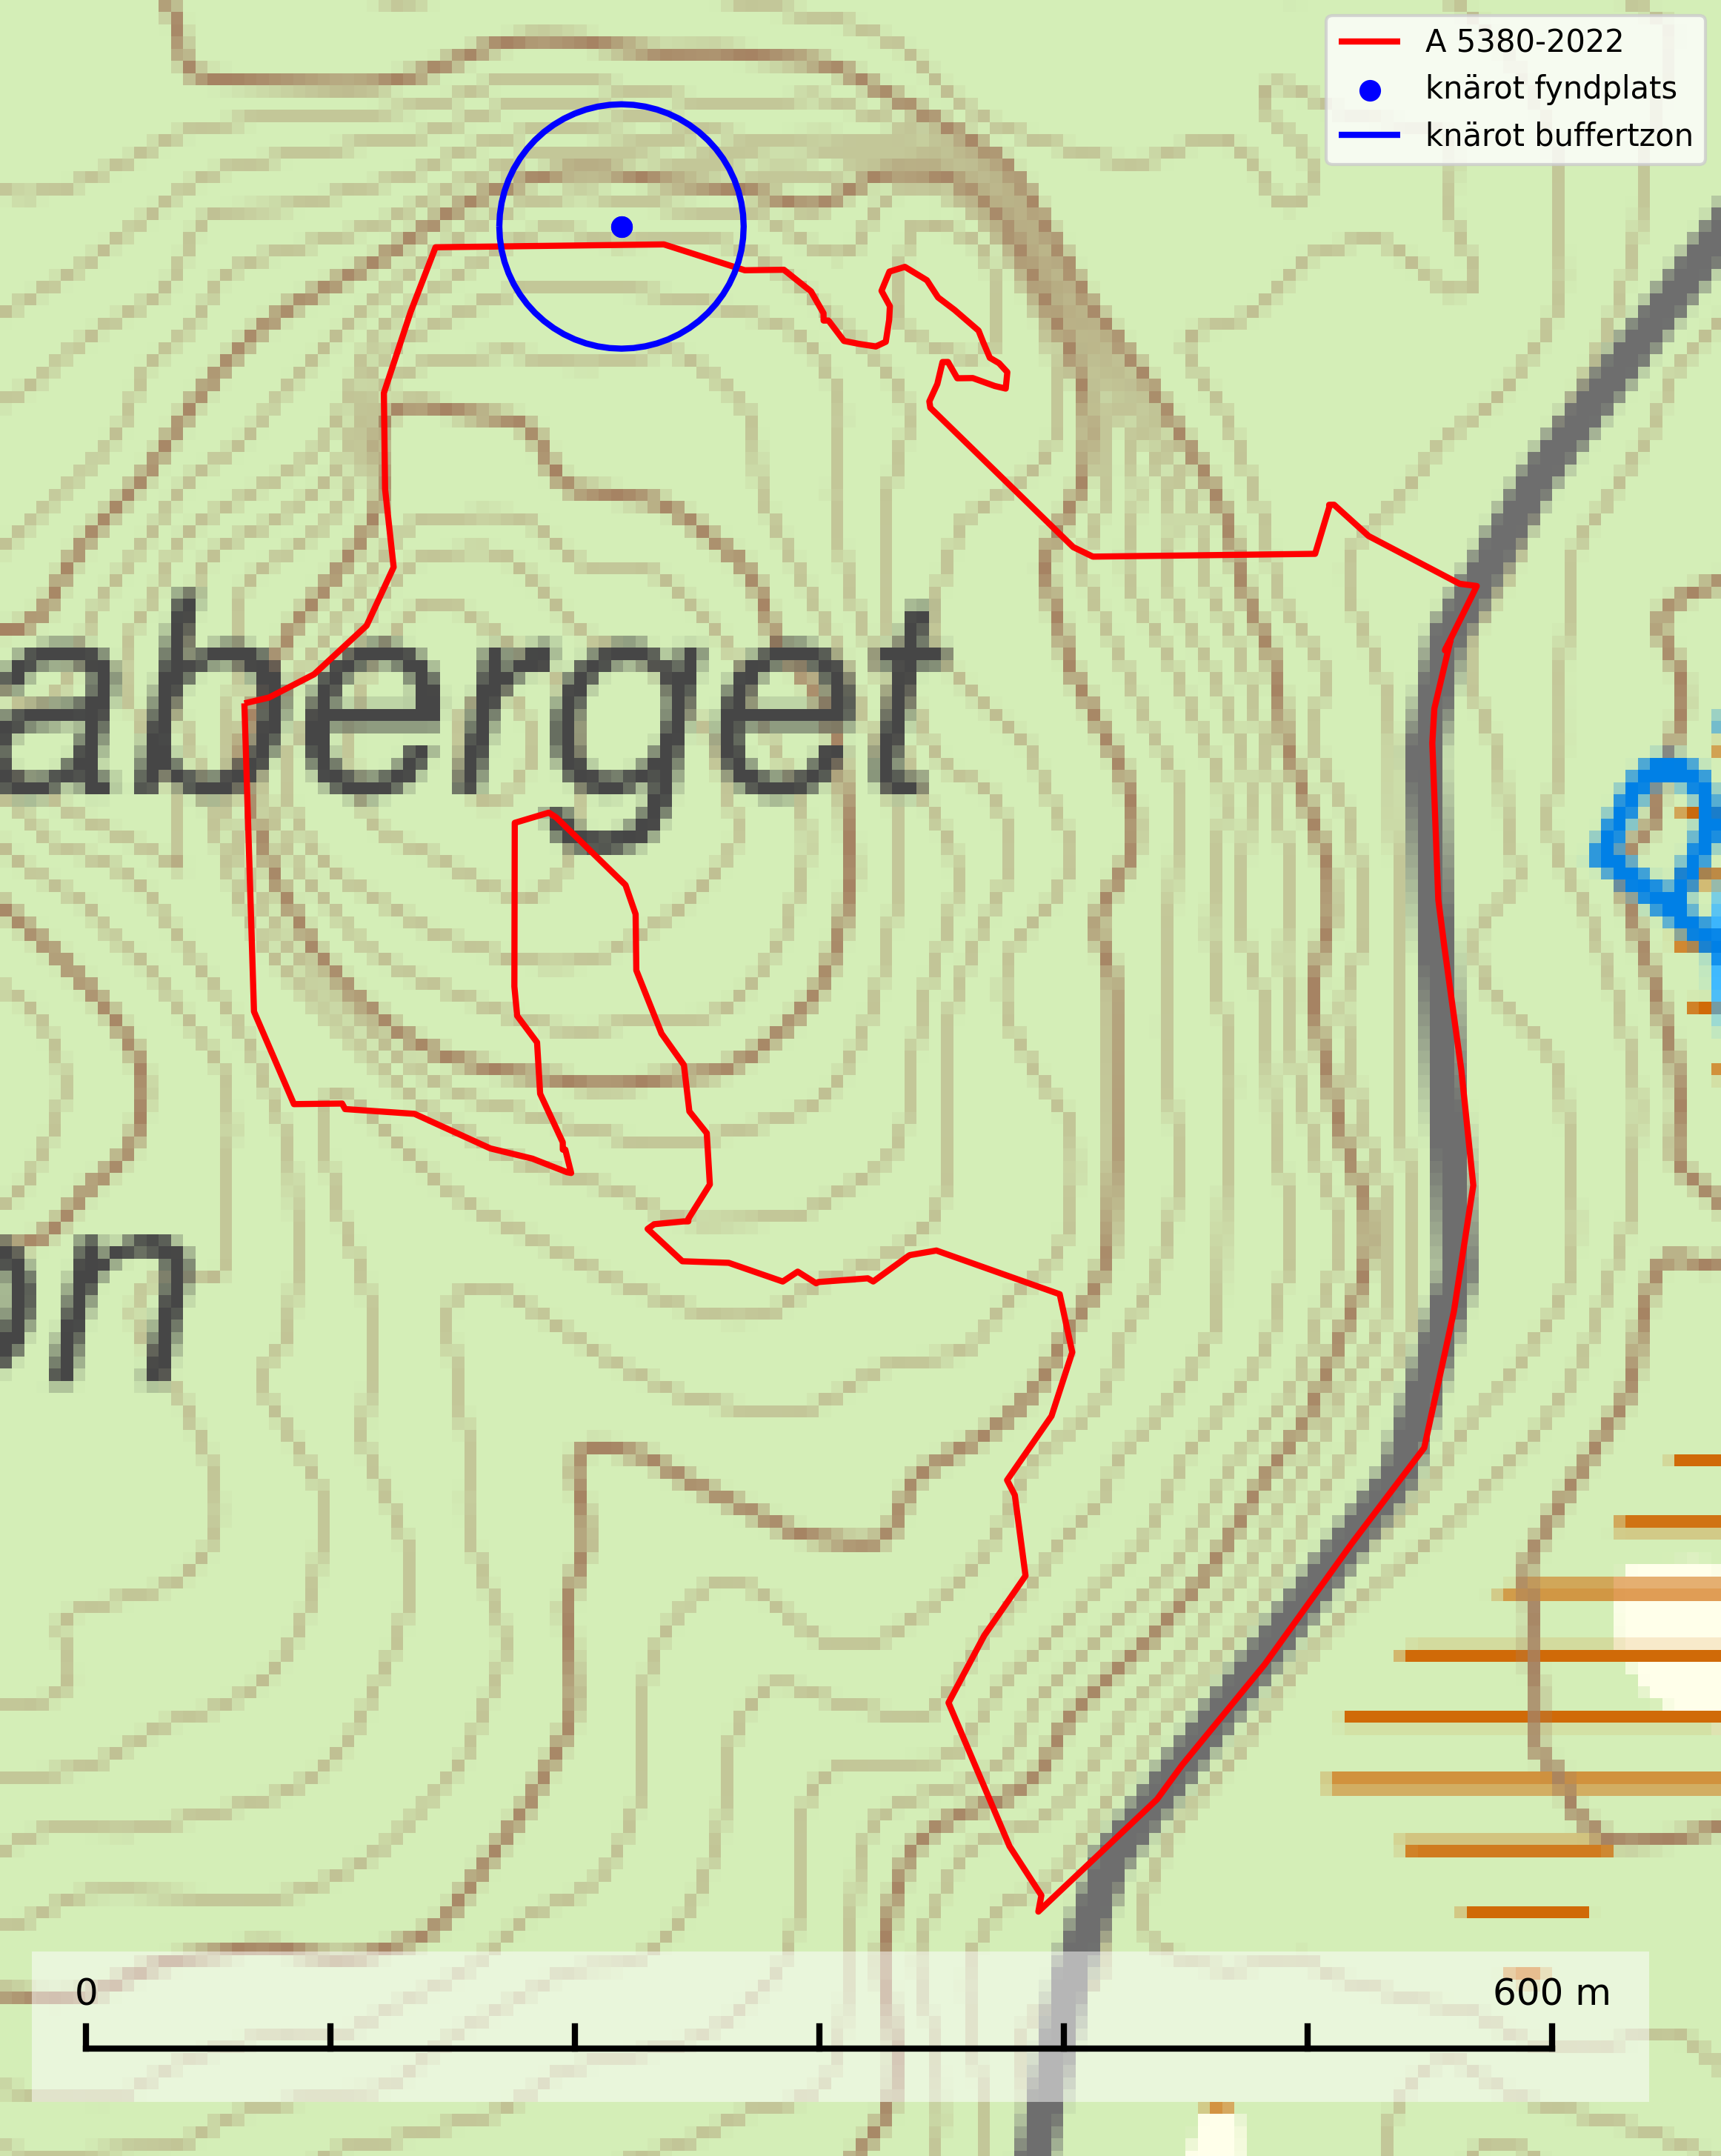 A 5380-2022
knärot fyndplats
knärot buffertzon
aberget
on
0 600 m